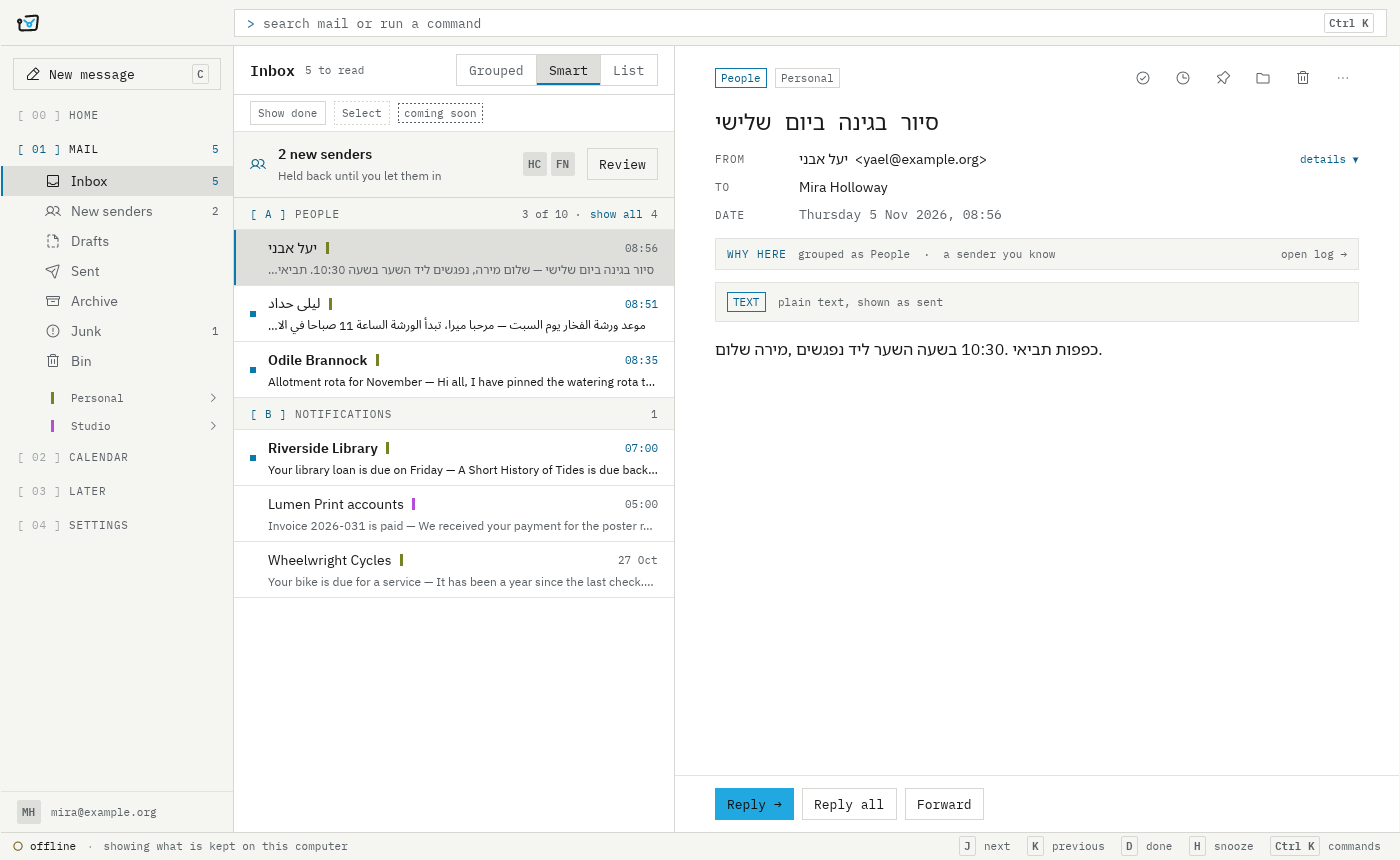 > search mail or run a command
Ctrl K
New message C
[ 00 ] HOME
[ 01 ] MAIL 5
Inbox 5
New senders 2
Drafts
Sent
Archive
Junk 1
Bin
Personal
Studio
[ 02 ] CALENDAR
[ 03 ] LATER
[ 04 ] SETTINGS
MH mira@example.org
Inbox 5 to read
Grouped Smart List
Show done Select coming soon
2 new senders
Held back until you let them in
HC FN Review
[ A ] PEOPLE 3 of 10 · show all 4
יעל אבני 08:56
סיור בגינה ביום שלישי — שלום מירה, נפגשים ליד השער בשעה 10:30. תביאי…
ليلى حداد 08:51
موعد ورشة الفخار يوم السبت — مرحبا ميرا، تبدأ الورشة الساعة 11 صباحا في الا…
Odile Brannock 08:35
Allotment rota for November — Hi all, I have pinned the watering rota t…
[ B ] NOTIFICATIONS 1
Riverside Library 07:00
Your library loan is due on Friday — A Short History of Tides is due back…
Lumen Print accounts 05:00
Invoice 2026-031 is paid — We received your payment for the poster r…
Wheelwright Cycles 27 Oct
Your bike is due for a service — It has been a year since the last check.…
People Personal
סיור בגינה ביום שלישי
FROM יעל אבני <yael@example.org> details ▾
TO Mira Holloway
DATE Thursday 5 Nov 2026, 08:56
WHY HERE grouped as People · a sender you know open log →
TEXT plain text, shown as sent
שלום מירה, נפגשים ליד השער בשעה 10:30. תביאי כפפות.
Reply → Reply all Forward
offline · showing what is kept on this computer
J next K previous D done H snooze Ctrl K commands